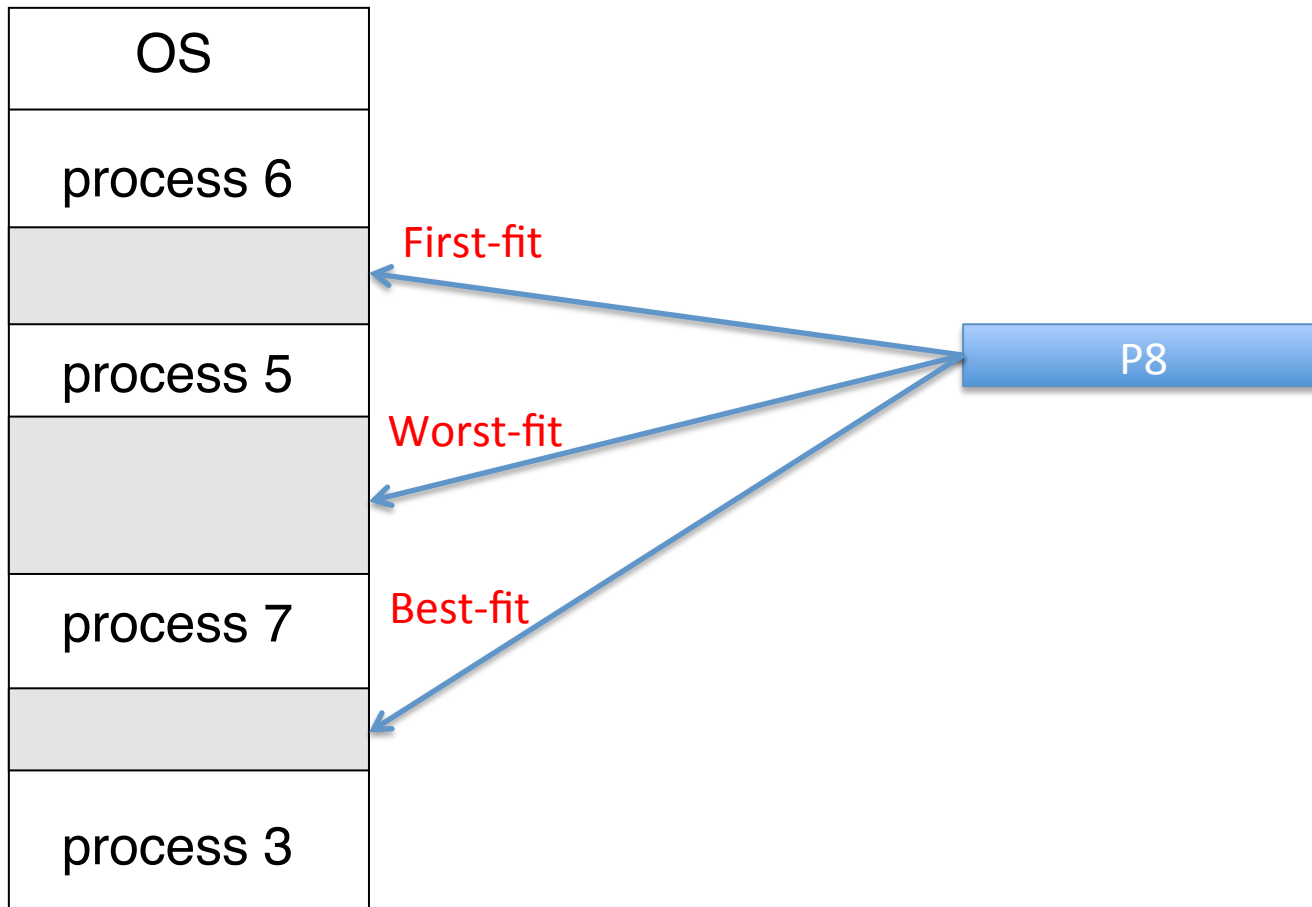 OS
process 6
First-fit
process 5
P8
Worst-fit
process 7
Best-fit
process 3